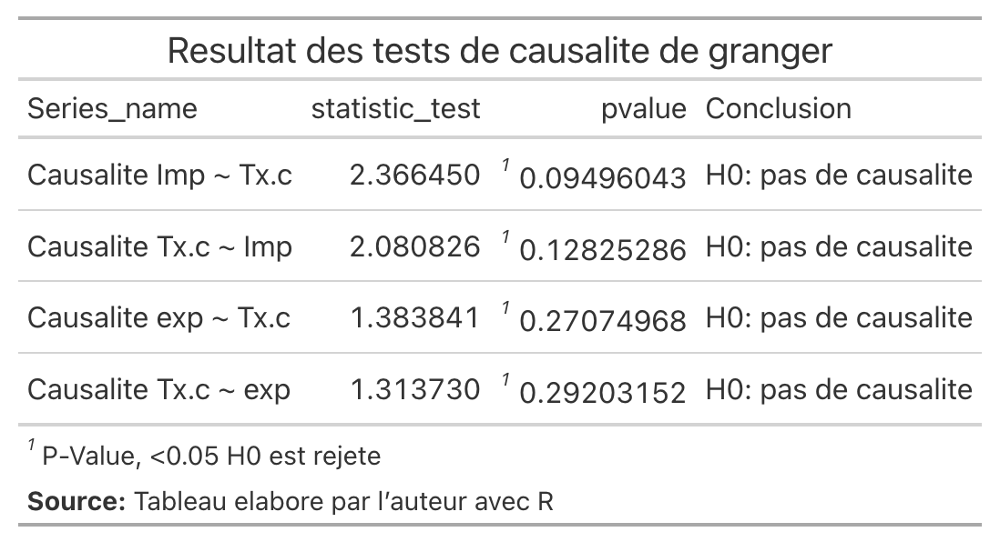 Resultat des tests de causalite de granger
Series_name statistic_test pvalue Conclusion
Causalite Imp ~ Tx.c 2.366450 1 0.09496043 H0: pas de causalite
Causalite Tx.c ~ Imp 2.080826 1 0.12825286 H0: pas de causalite
Causalite exp ~ Tx.c 1.383841 1 0.27074968 H0: pas de causalite
Causalite Tx.c ~ exp 1.313730 1 0.29203152 H0: pas de causalite
1 P-Value, <0.05 H0 est rejete
Source: Tableau elabore par l’auteur avec R